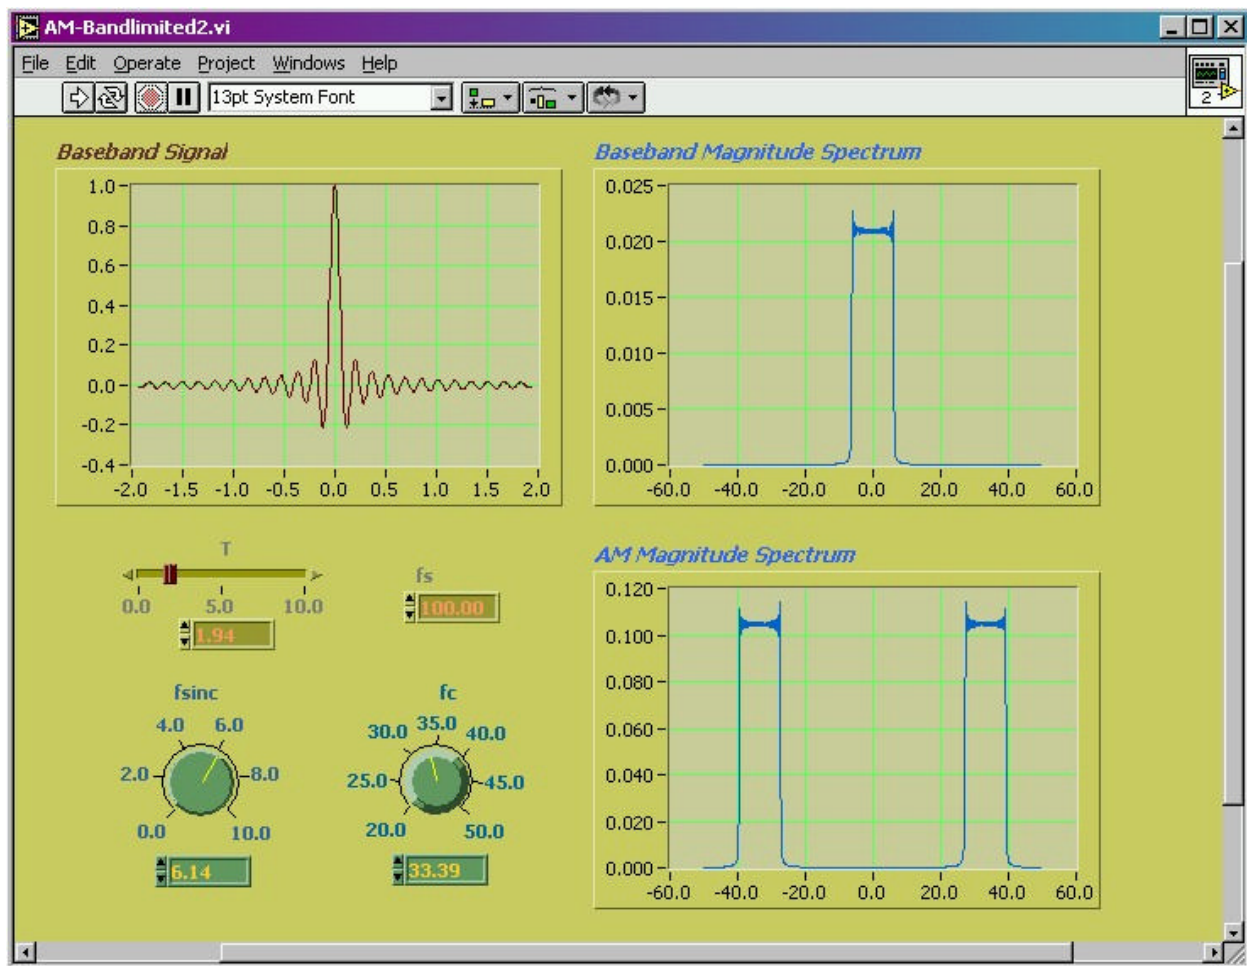 AM-Bandlimited2.vi
File Edit Operate Project Windows Help
13pt System Font
2
Baseband Signal
1.0
0.8
0.6
0.4
0.2
0.0
-0.2
-0.4
-2.0 -1.5 -1.0 -0.5 0.0 0.5 1.0 1.5 2.0
Baseband Magnitude Spectrum
0.025
0.020
0.015
0.010
0.005
0.000
-60.0 -40.0 -20.0 0.0 20.0 40.0 60.0
T
0.0 5.0 10.0
1.94
fs
100.00
fsinc
4.0 6.0
2.0 8.0
0.0 10.0
6.14
fc
30.0 35.0 40.0
25.0 45.0
20.0 50.0
33.39
AM Magnitude Spectrum
0.120
0.100
0.080
0.060
0.040
0.020
0.000
-60.0 -40.0 -20.0 0.0 20.0 40.0 60.0